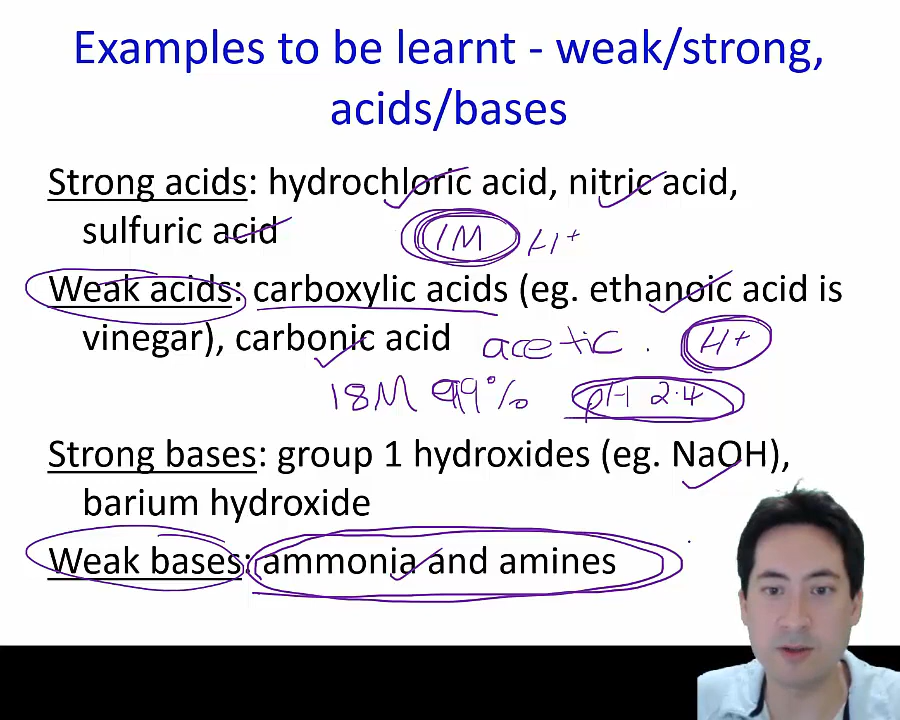 Examples to be learnt - weak/strong,
acids/bases
Strong acids: hydrochloric acid, nitric acid,
sulfuric acid
1M H+
Weak acids: carboxylic acids (eg. ethanoic acid is
vinegar), carbonic acid acetic . H+
18M 99% pH 2.4
Strong bases: group 1 hydroxides (eg. NaOH),
barium hydroxide
Weak bases: ammonia and amines